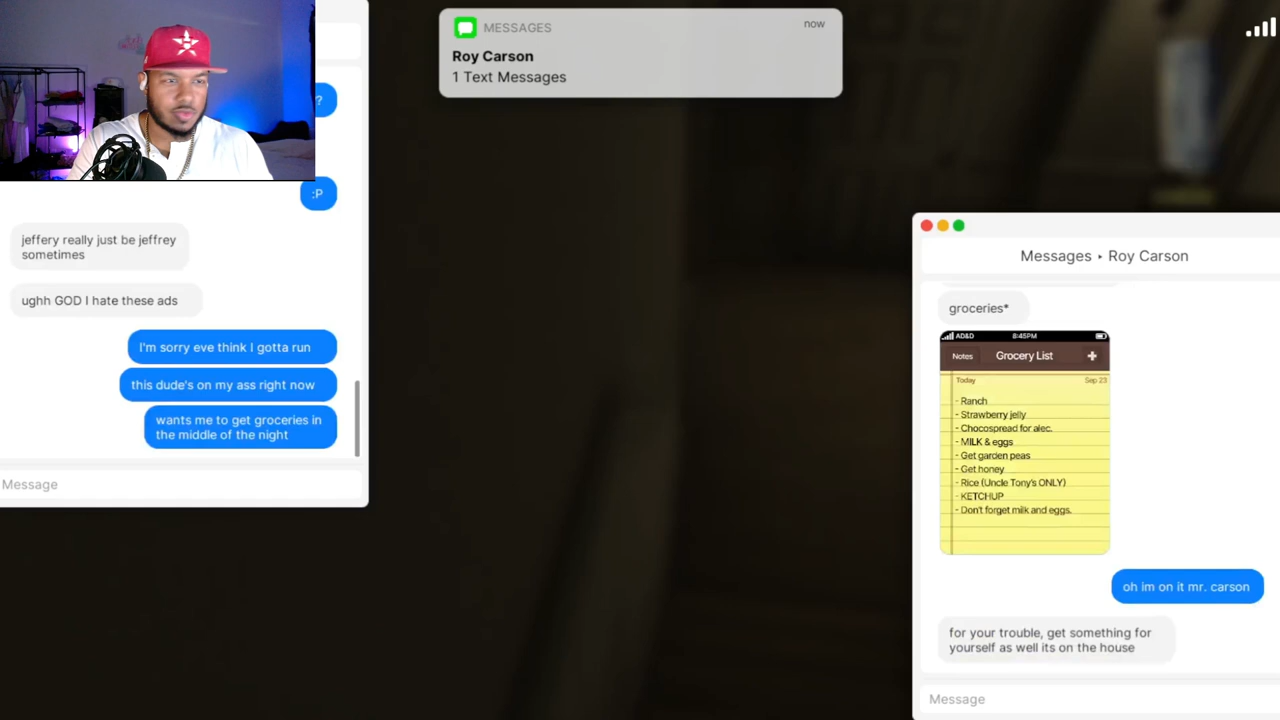 ?
:P
jeffery really just be jeffrey
sometimes
ughh GOD I hate these ads
I'm sorry eve think I gotta run
this dude's on my ass right now
wants me to get groceries in
the middle of the night
Message
MESSAGES
now
Roy Carson
1 Text Messages
Messages ‣ Roy Carson
groceries*
AD&D 8:45PM
Notes Grocery List +
Today Sep 23
- Ranch
- Strawberry jelly
- Chocospread for alec.
- MILK & eggs
- Get garden peas
- Get honey
- Rice (Uncle Tony's ONLY)
- KETCHUP
- Don't forget milk and eggs.
oh im on it mr. carson
for your trouble, get something for
yourself as well its on the house
Message